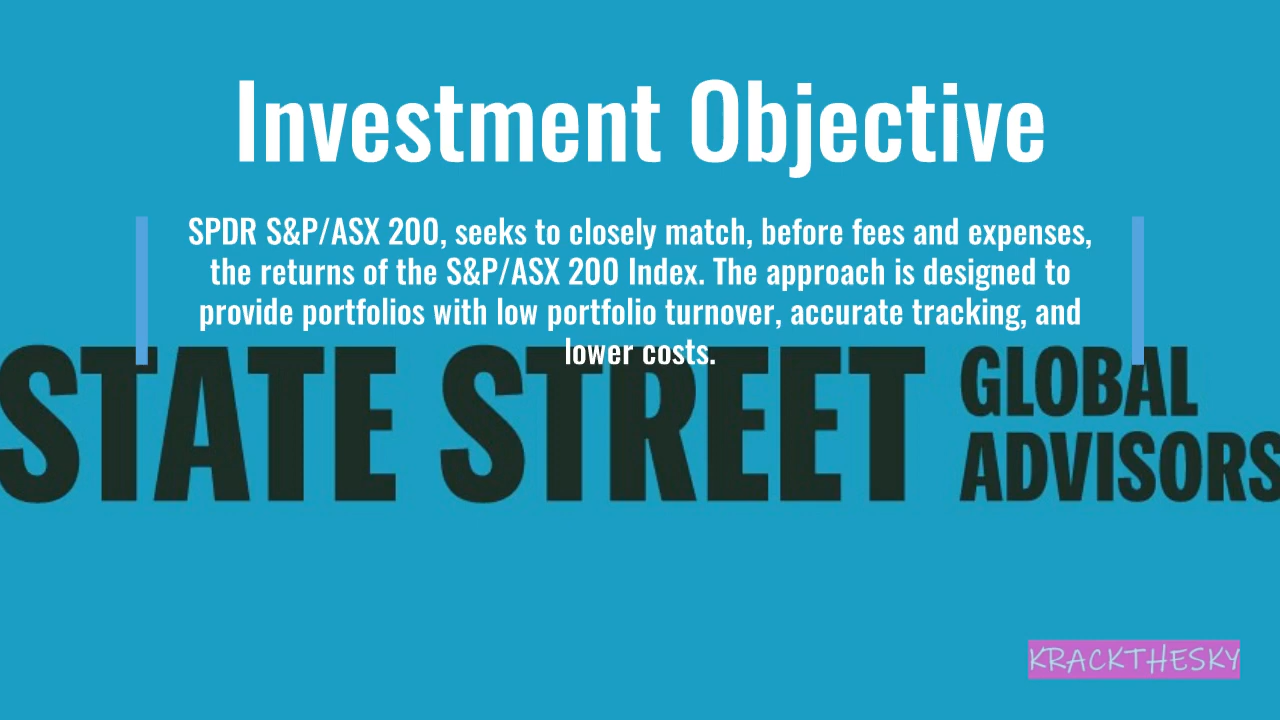 Investment Objective
SPDR S&P/ASX 200, seeks to closely match, before fees and expenses,
the returns of the S&P/ASX 200 Index. The approach is designed to
provide portfolios with low portfolio turnover, accurate tracking, and
lower costs.
STATE STREET GLOBAL
ADVISORS
KRACKTHESKY